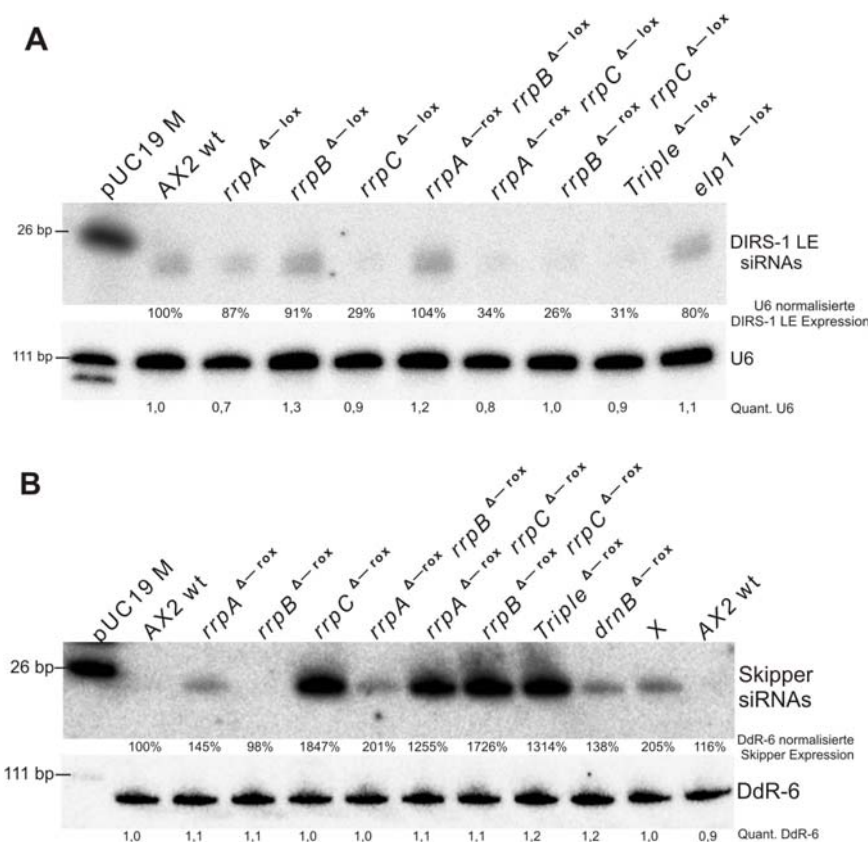 A
pUC19 M
AX2 wt
rrpA Δ— lox
rrpB Δ— lox
rrpC Δ— lox
rrpA Δ— rox rrpB Δ— lox
rrpA Δ— rox rrpC Δ— lox
rrpB Δ— rox rrpC Δ— lox
Triple Δ— lox
elp1 Δ— lox
26 bp
DIRS-1 LE
siRNAs
100% 87% 91% 29% 104% 34% 26% 31% 80%
U6 normalisierte
DIRS-1 LE Expression
111 bp
U6
1,0 0,7 1,3 0,9 1,2 0,8 1,0 0,9 1,1 Quant. U6
B
pUC19 M
AX2 wt
rrpA Δ— rox
rrpB Δ— rox
rrpC Δ— rox
rrpA Δ— rox rrpB Δ— rox
rrpA Δ— rox rrpC Δ— rox
rrpB Δ— rox rrpC Δ— rox
Triple Δ— rox
drnB Δ— rox
X
AX2 wt
26 bp
Skipper
siRNAs
100% 145% 98% 1847% 201% 1255% 1726% 1314% 138% 205% 116%
DdR-6 normalisierte
Skipper Expression
111 bp
DdR-6
1,0 1,1 1,1 1,0 1,0 1,1 1,1 1,2 1,2 1,0 0,9 Quant. DdR-6